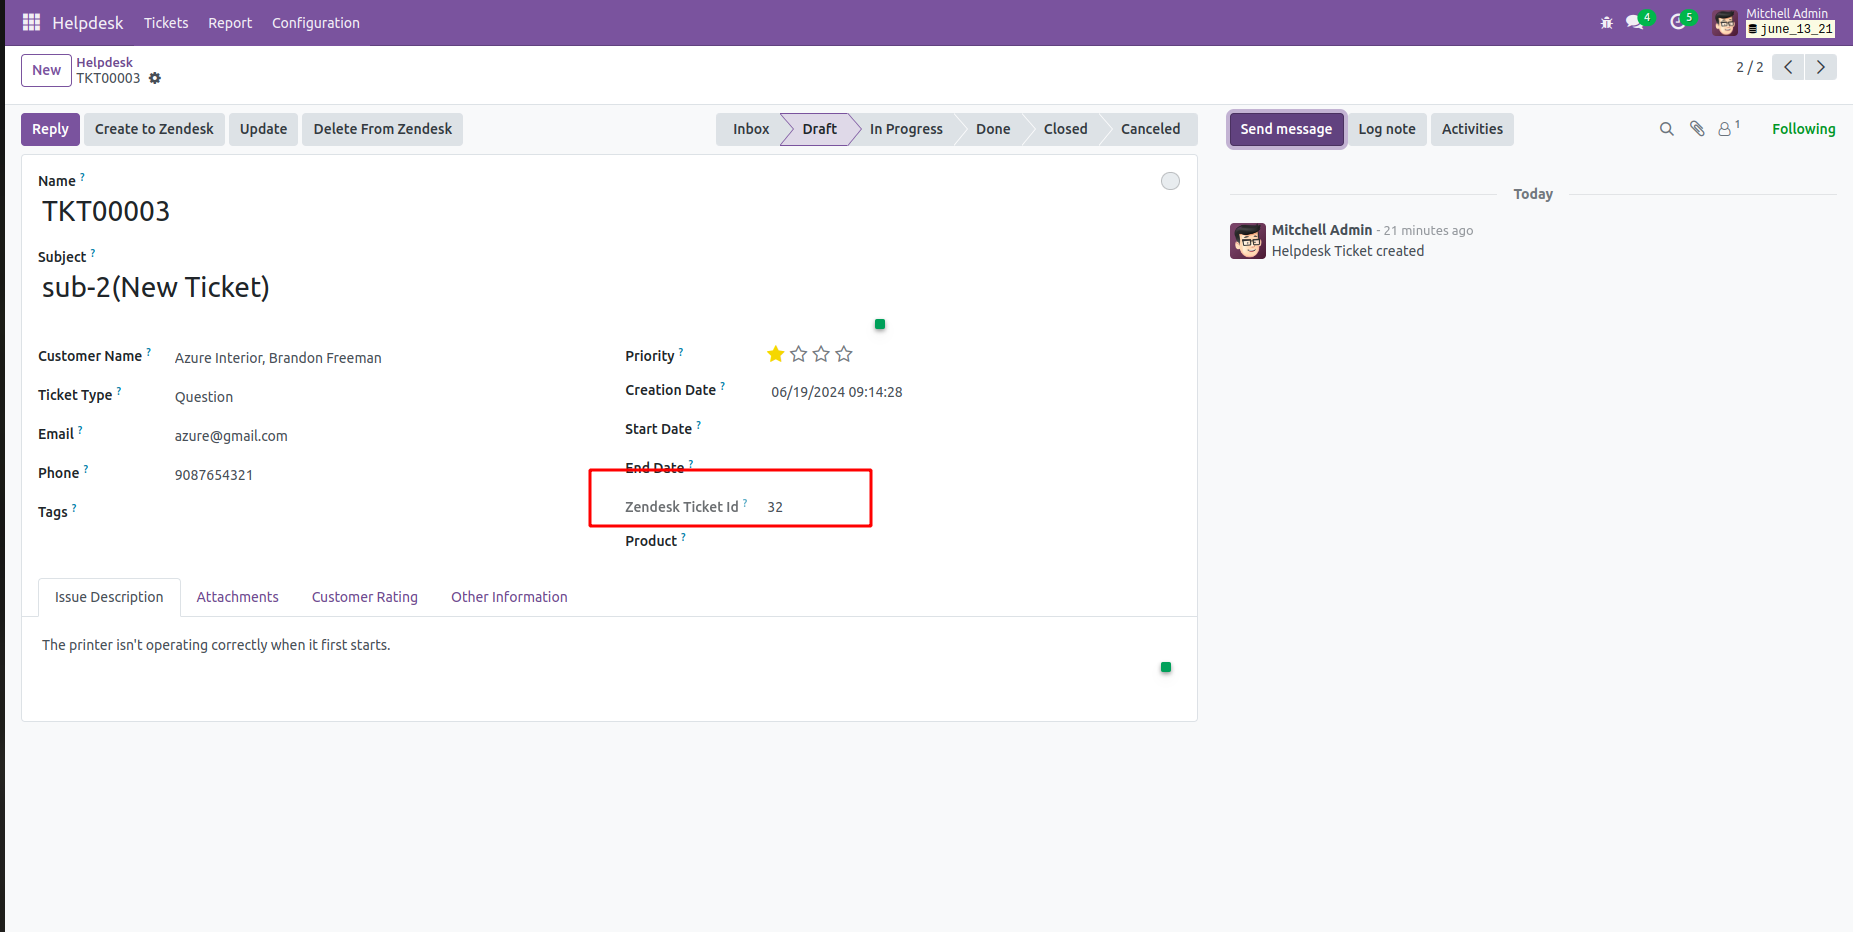 Helpdesk Tickets Report Configuration 4 5 Mitchell Admin
june_13_21
New Helpdesk
TKT00003 2 / 2
Reply Create to Zendesk Update Delete From Zendesk Inbox Draft In Progress Done Closed Canceled Send message Log note Activities 1 Following
Name ?
TKT00003
Subject ?
sub-2(New Ticket)
Customer Name ? Azure Interior, Brandon Freeman
Ticket Type ? Question
Email ? azure@gmail.com
Phone ? 9087654321
Tags ?
Priority ?
Creation Date ? 06/19/2024 09:14:28
Start Date ?
End Date ?
Zendesk Ticket Id ? 32
Product ?
Issue Description Attachments Customer Rating Other Information
The printer isn't operating correctly when it first starts.
Today
Mitchell Admin - 21 minutes ago
Helpdesk Ticket created